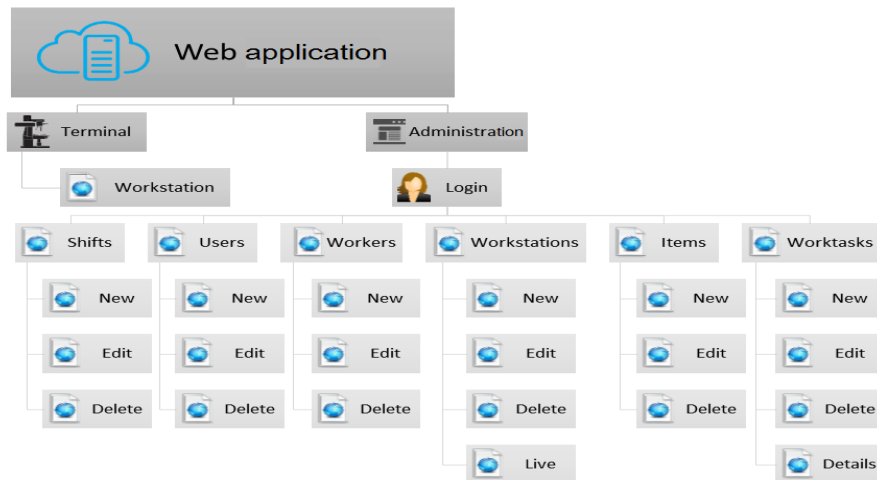 Web application
Terminal
Administration
Workstation
Login
Shifts
Users
Workers
Workstations
Items
Worktasks
New
New
New
New
New
New
Edit
Edit
Edit
Edit
Edit
Edit
Delete
Delete
Delete
Delete
Delete
Delete
Live
Details